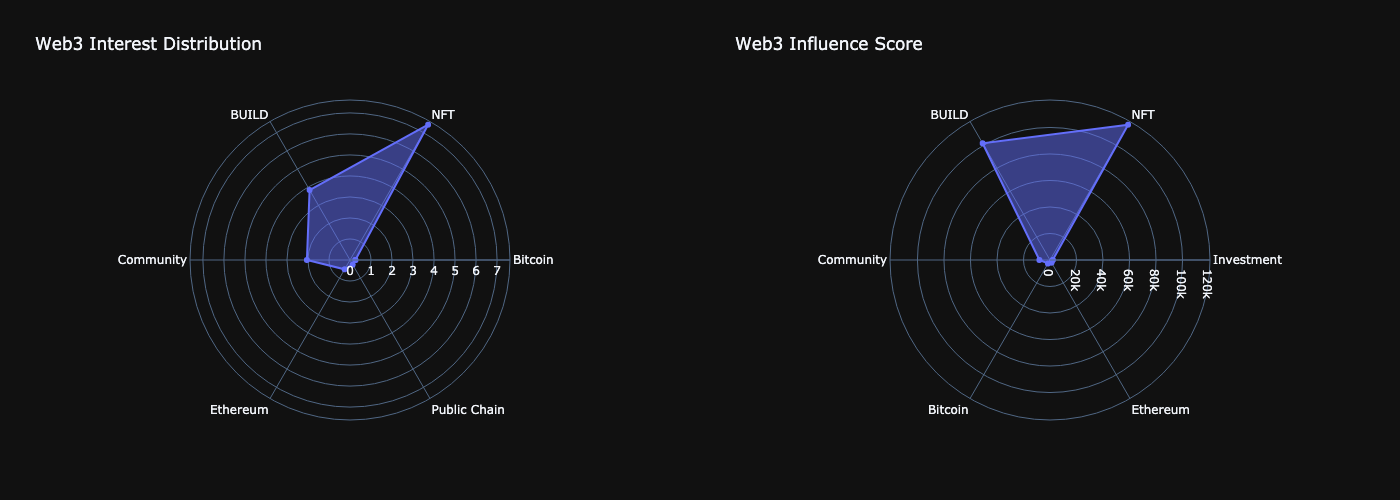 Web3 Interest Distribution
BUILD
NFT
Community
Bitcoin
0 1 2 3 4 5 6 7
Ethereum
Public Chain
Web3 Influence Score
BUILD
NFT
Community
Investment
0 20k 40k 60k 80k 100k 120k
Bitcoin
Ethereum